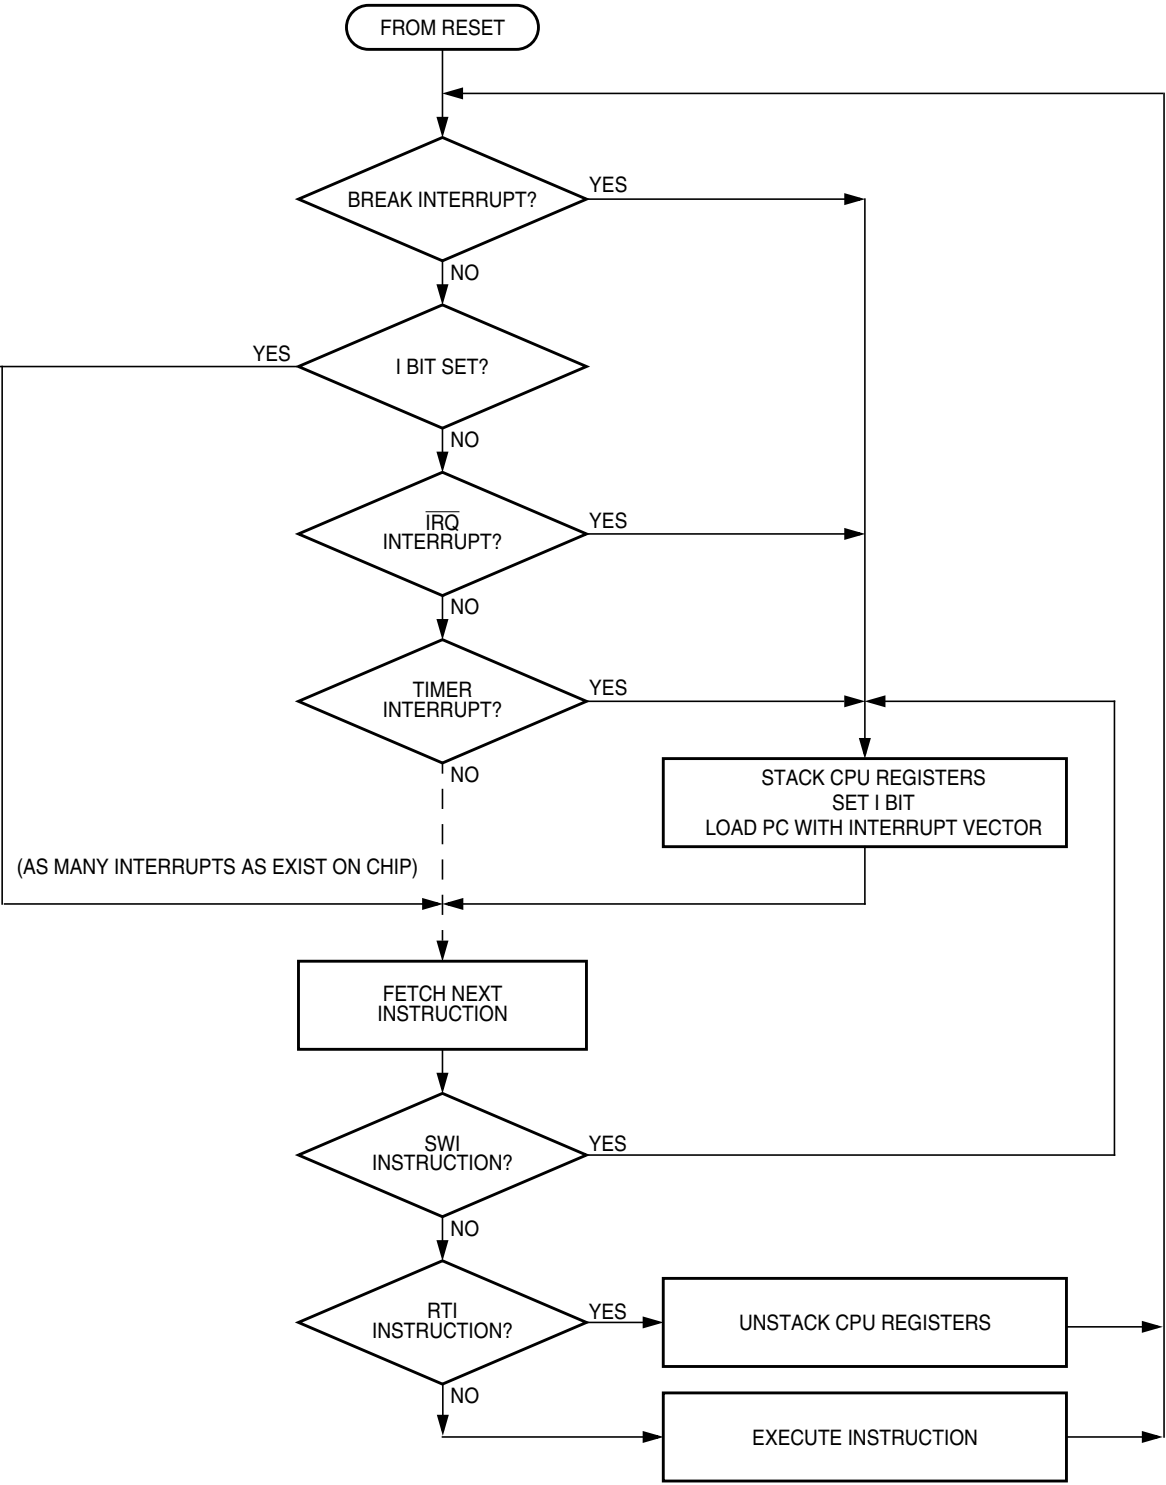 FROM RESET
BREAK INTERRUPT?
YES
NO
I BIT SET?
YES
NO
IRQ
INTERRUPT?
YES
NO
TIMER
INTERRUPT?
YES
NO
STACK CPU REGISTERS
SET I BIT
LOAD PC WITH INTERRUPT VECTOR
(AS MANY INTERRUPTS AS EXIST ON CHIP)
FETCH NEXT
INSTRUCTION
SWI
INSTRUCTION?
YES
NO
RTI
INSTRUCTION?
YES
UNSTACK CPU REGISTERS
NO
EXECUTE INSTRUCTION